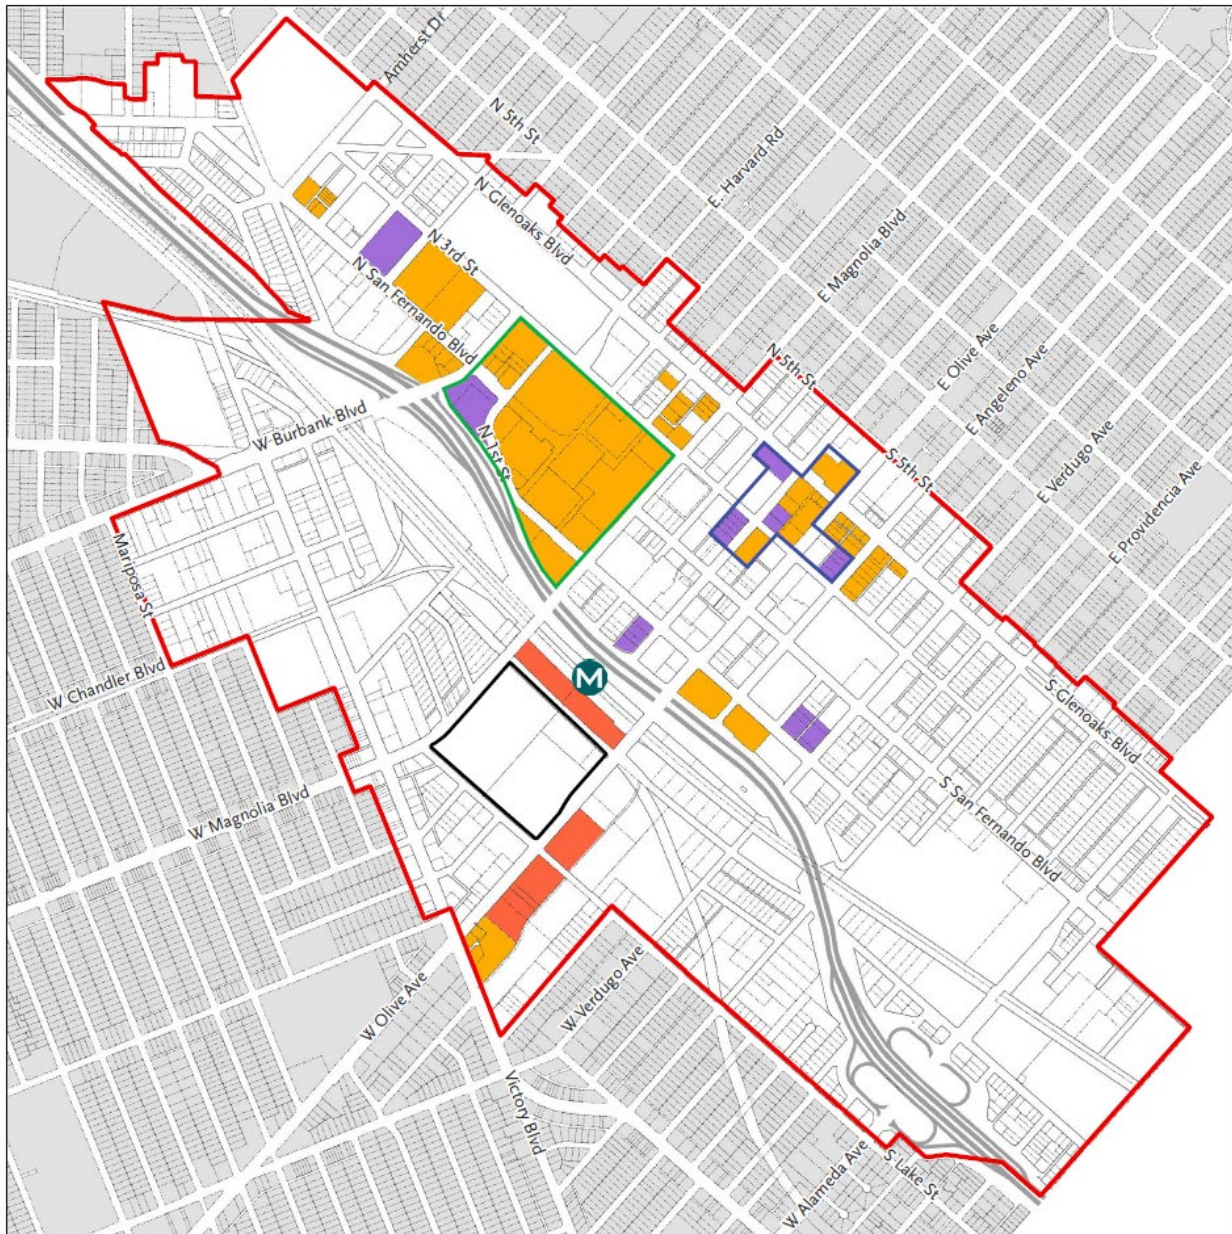 Amherst Dr
N 5th St
E. Harvard Rd
N Glenoaks Blvd
N 3rd St
E Magnolia Blvd
N San Fernando Blvd
N 5th St
E Olive Ave
E Angeleno Ave
W Burbank Blvd
N 1st St
S 5th St
E Verdugo Ave
E Providencia Ave
Mariposa St
W Chandler Blvd
M
S Glenoaks Blvd
W Magnolia Blvd
S San Fernando Blvd
W Olive Ave
W Verdugo Ave
Victory Blvd
W Alameda Ave
S Lake St